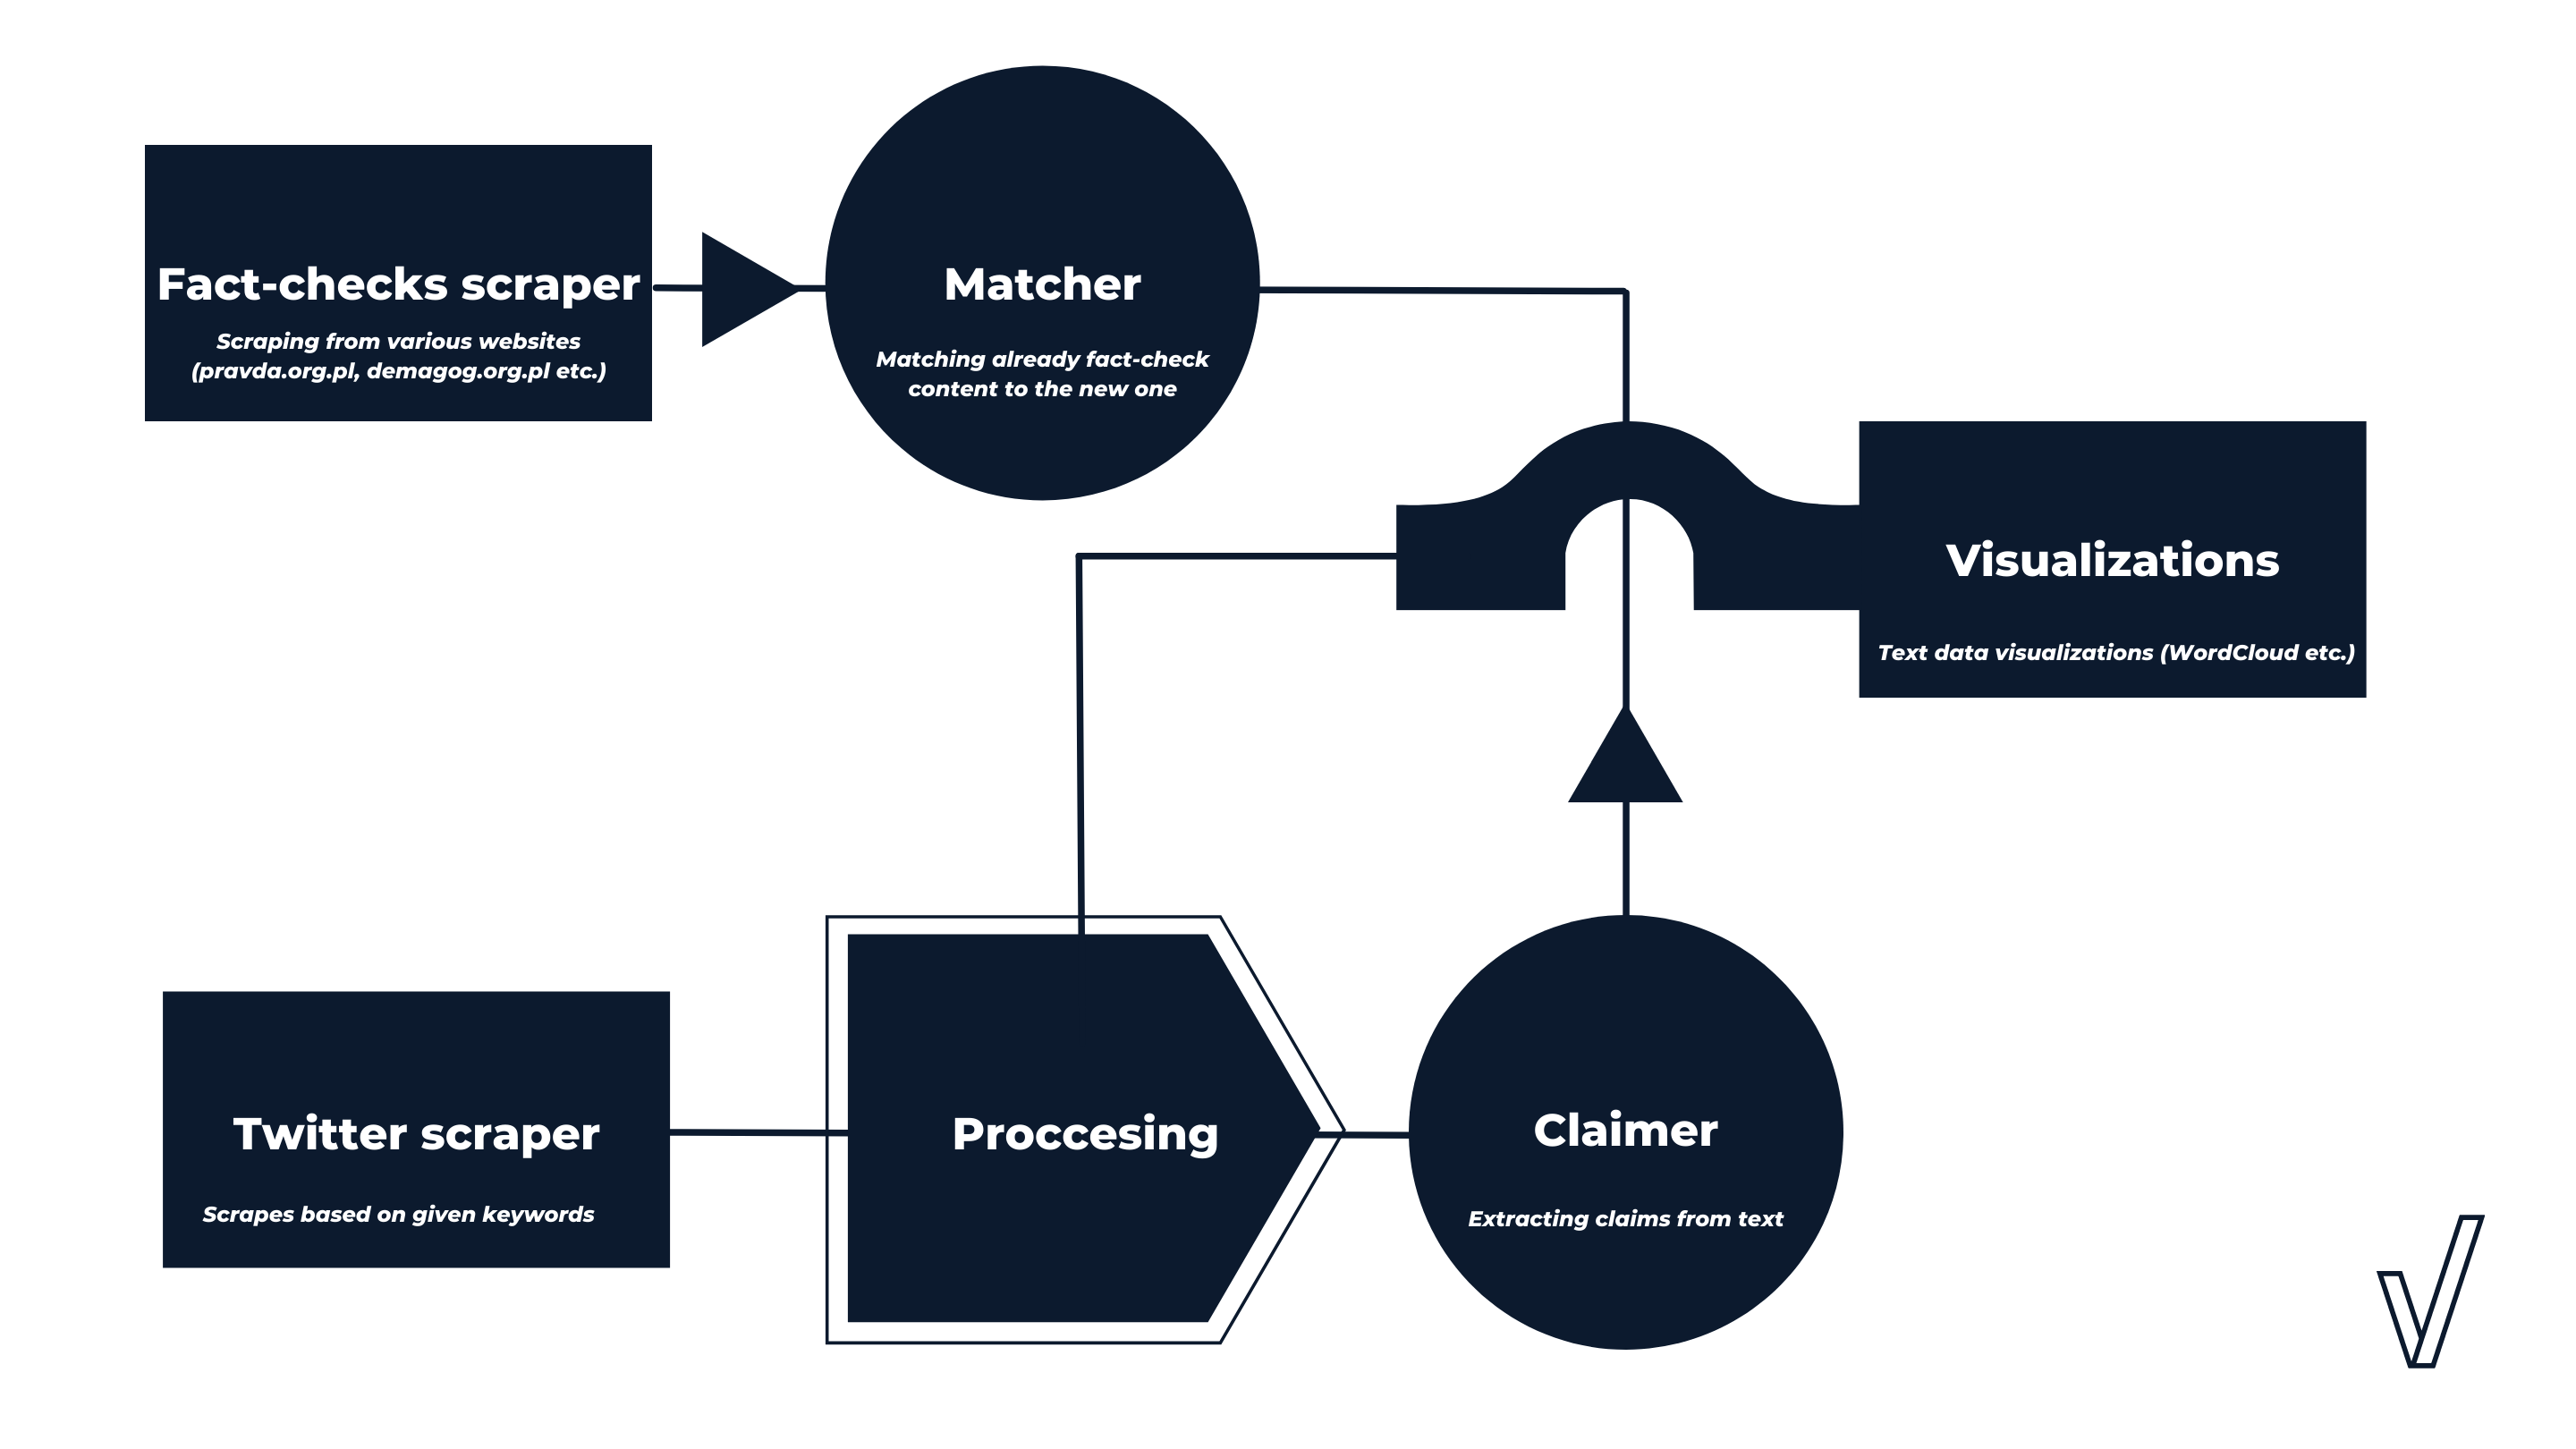 Fact-checks scraper
Scraping from various websites
(pravda.org.pl, demagog.org.pl etc.)
Matcher
Matching already fact-check
content to the new one
Visualizations
Text data visualizations (WordCloud etc.)
Twitter scraper
Scrapes based on given keywords
Proccesing
Claimer
Extracting claims from text